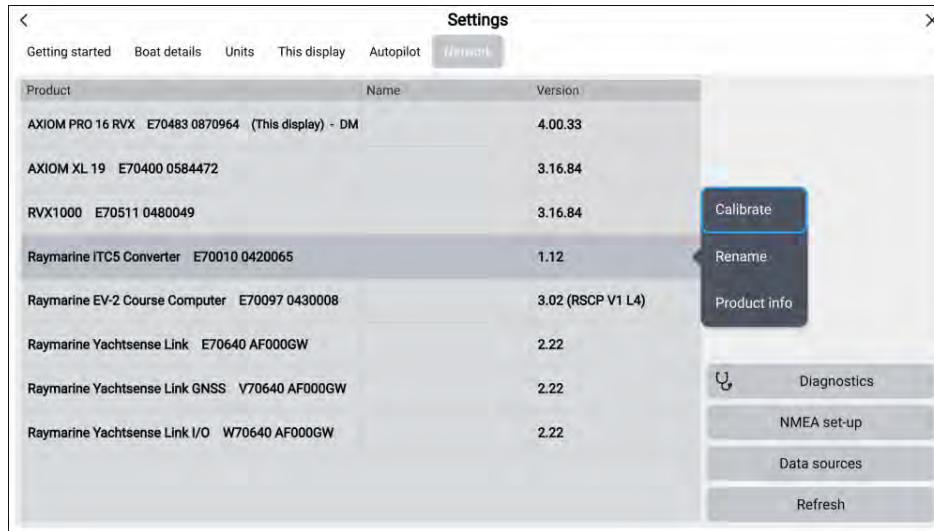 Settings
Getting started Boat details Units This display Autopilot Network
Product Name Version
AXIOM PRO 16 RVX E70483 0870964 (This display) - DM 4.00.33
AXIOM XL 19 E70400 0584472 3.16.84
RVX1000 E70511 0480049 3.16.84
Calibrate
Raymarine iTC5 Converter E70010 0420065 1.12
Rename
Raymarine EV-2 Course Computer E70097 0430008 3.02 (RSCP V1 L4)
Product info
Raymarine Yachtsense Link E70640 AF000GW 2.22
Raymarine Yachtsense Link GNSS V70640 AF000GW 2.22
Diagnostics
Raymarine Yachtsense Link I/O W70640 AF000GW 2.22
NMEA set-up
Data sources
Refresh